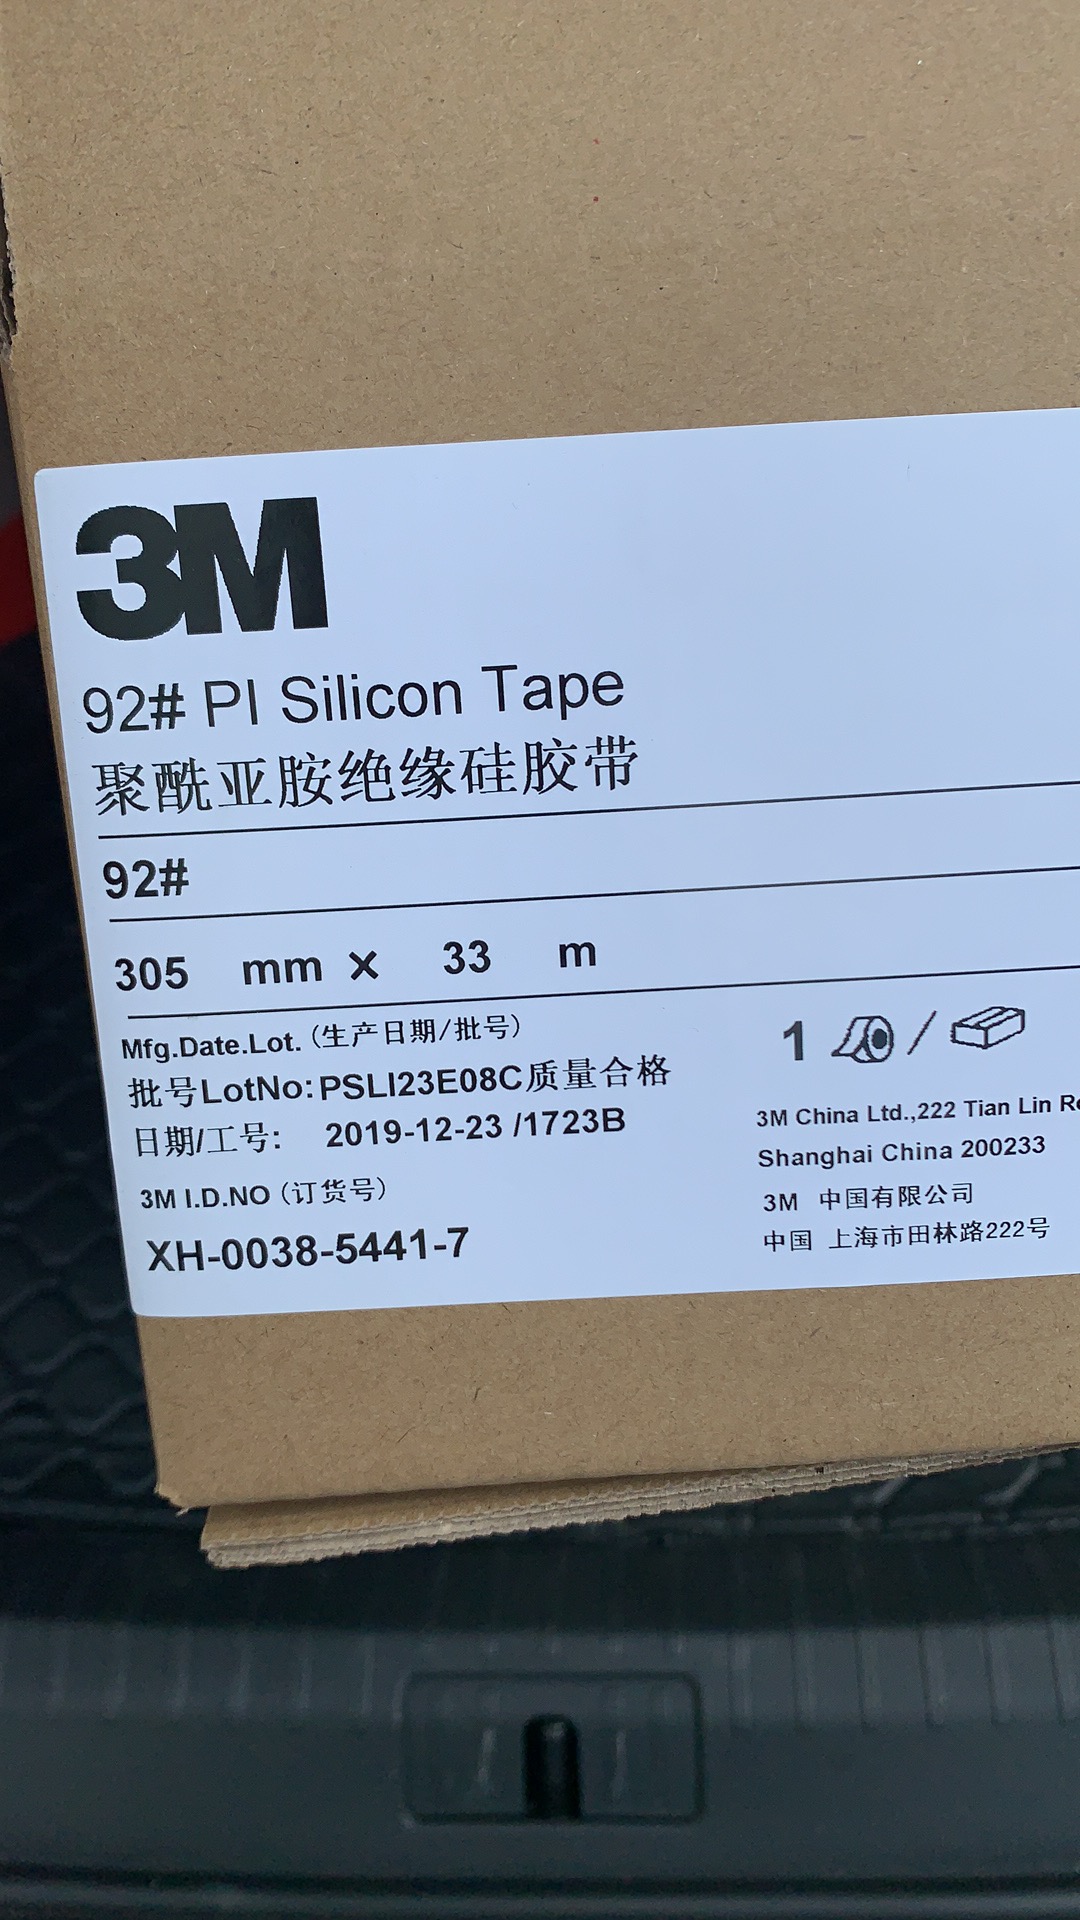 3M
92# PI Silicon Tape
聚酰亚胺绝缘硅胶带
92#
305 mm × 33 m
Mfg.Date.Lot.(生产日期/批号)
批号LotNo:PSLI23E08C质量合格
日期/工号: 2019-12-23 /1723B
3M I.D.NO (订货号)
XH-0038-5441-7
1 /
3M China Ltd.,222 Tian Lin
Shanghai China 200233
3M 中国有限公司
中国 上海市田林路222号